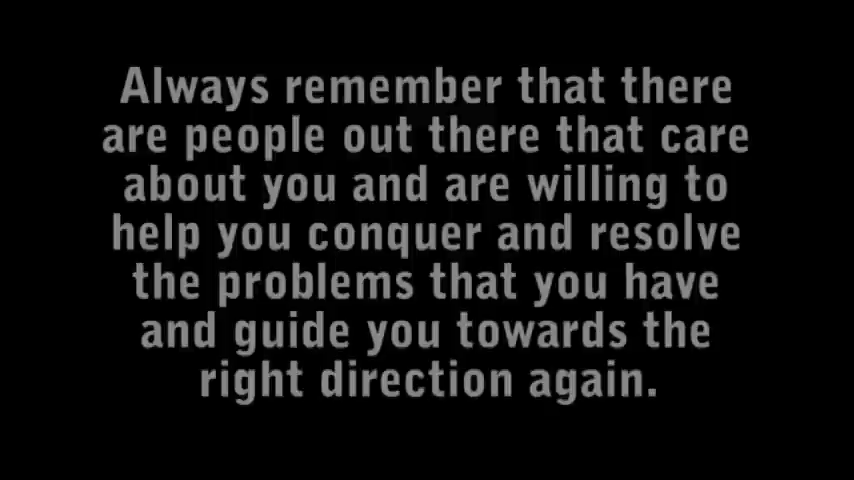 Always remember that there
are people out there that care
about you and are willing to
help you conquer and resolve
the problems that you have
and guide you towards the
right direction again.